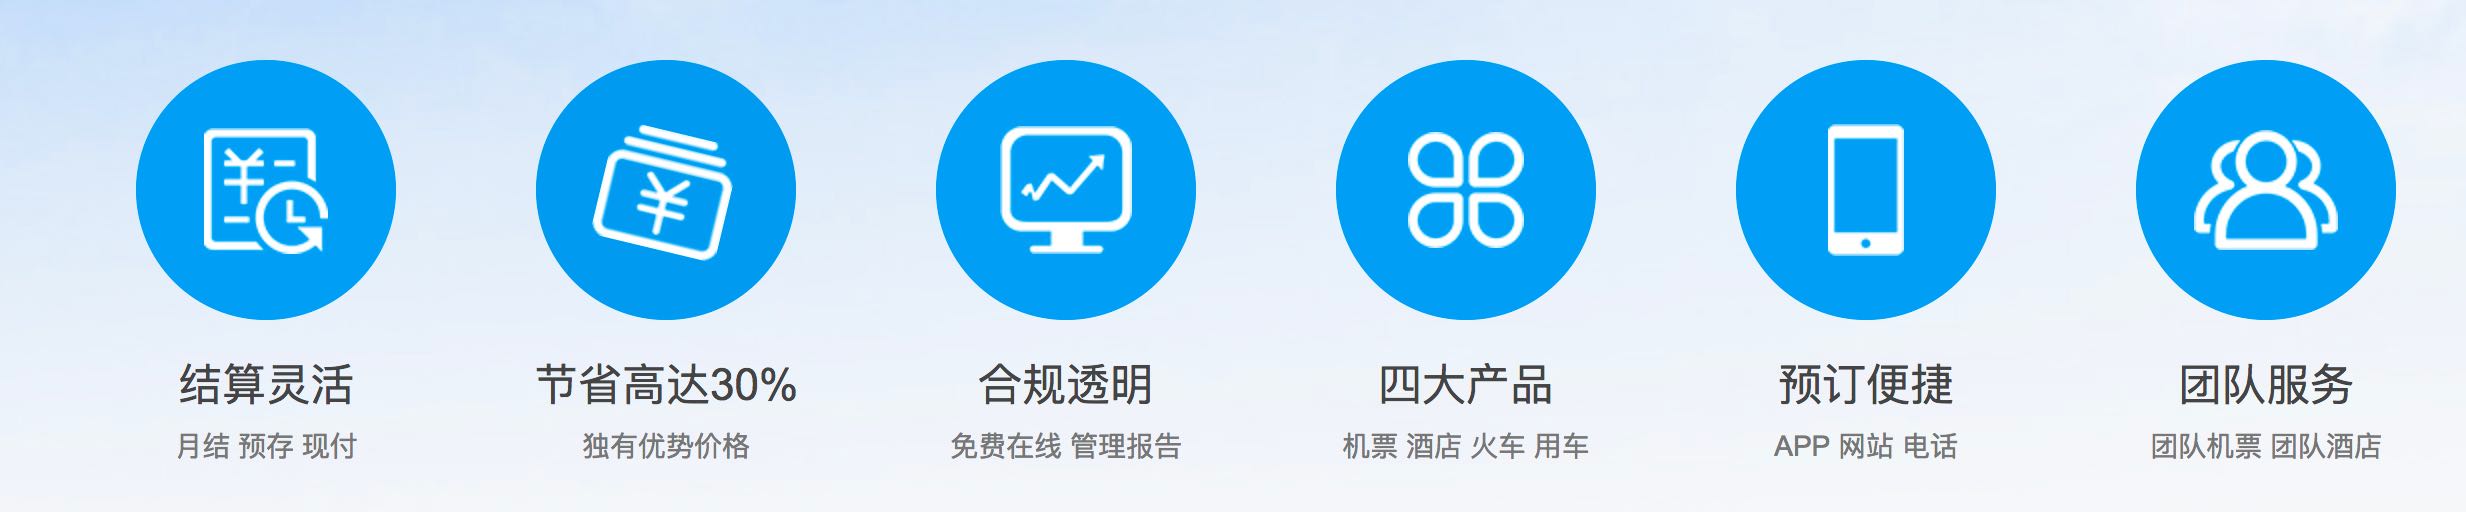 结算灵活
月结 预存 现付
节省高达30%
独有优势价格
合规透明
免费在线 管理报告
四大产品
机票 酒店 火车 用车
预订便捷
APP 网站 电话
团队服务
团队机票 团队酒店